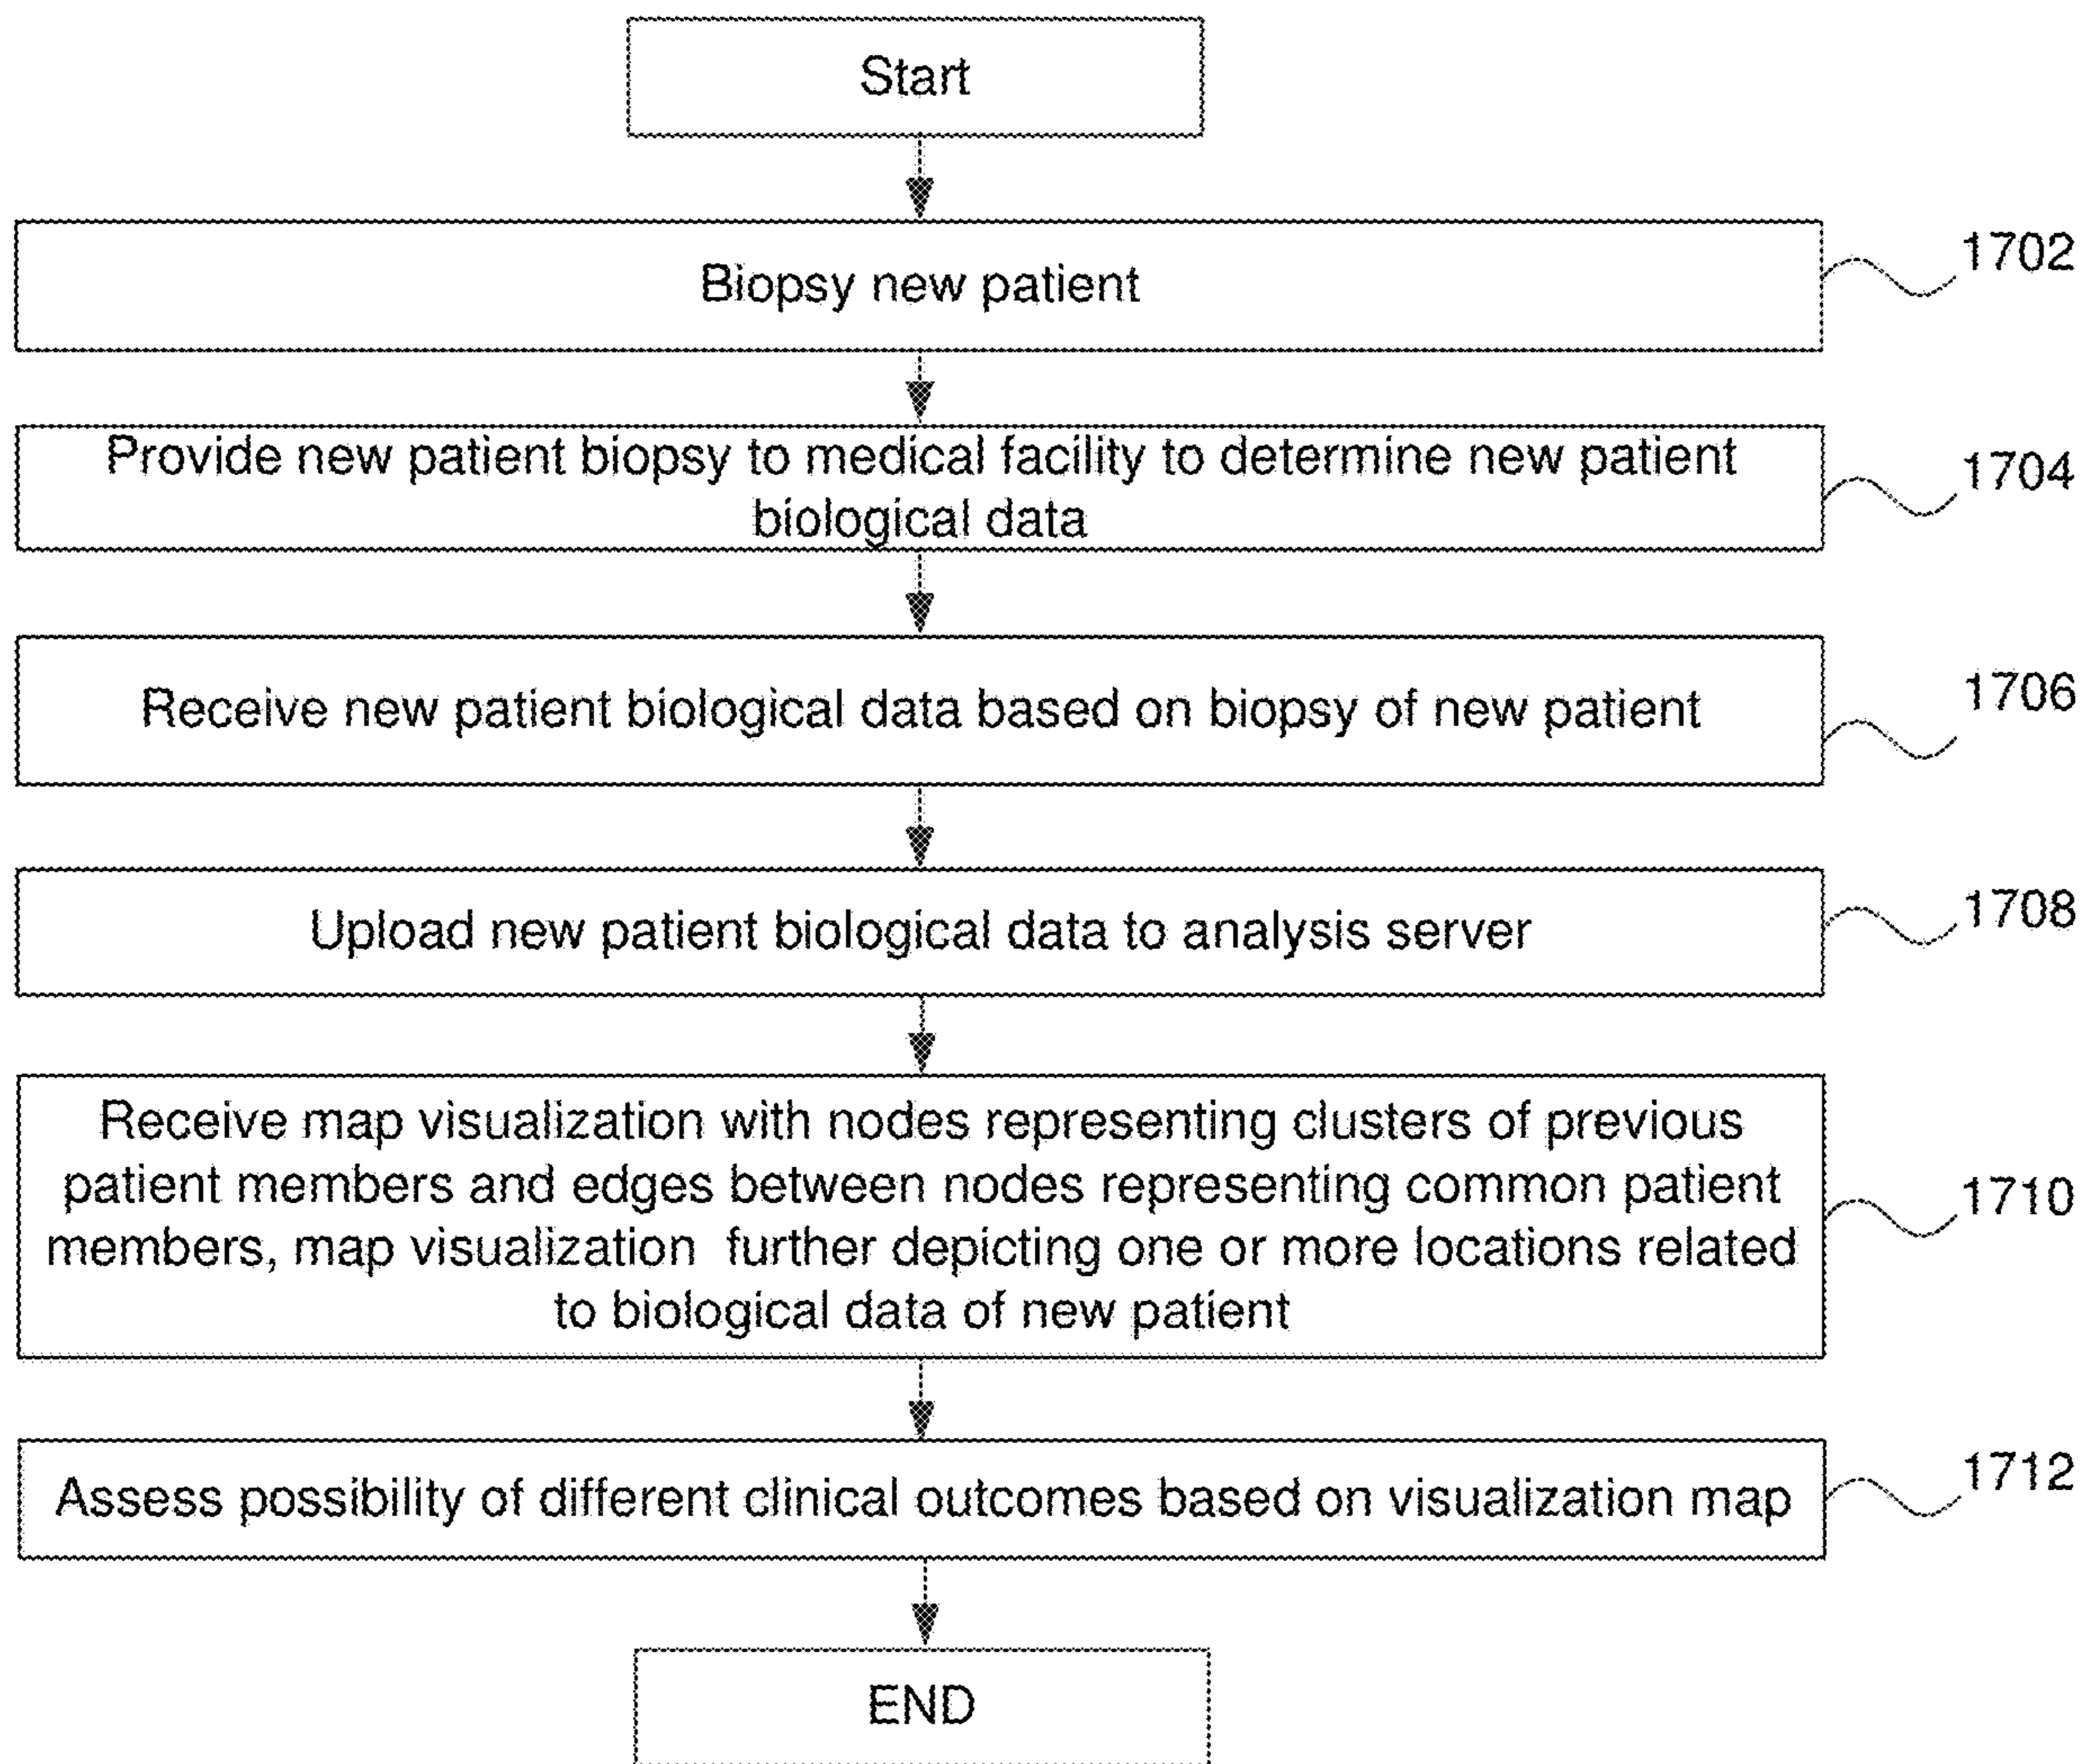 Start
Biopsy new patient
1702
Provide new patient biopsy to medical facility to determine new patient
biological data
1704
Receive new patient biological data based on biopsy of new patient
1706
Upload new patient biological data to analysis server
1708
Receive map visualization with nodes representing clusters of previous
patient members and edges between nodes representing common patient
members, map visualization further depicting one or more locations related
to biological data of new patient
1710
Assess possibility of different clinical outcomes based on visualization map
1712
END